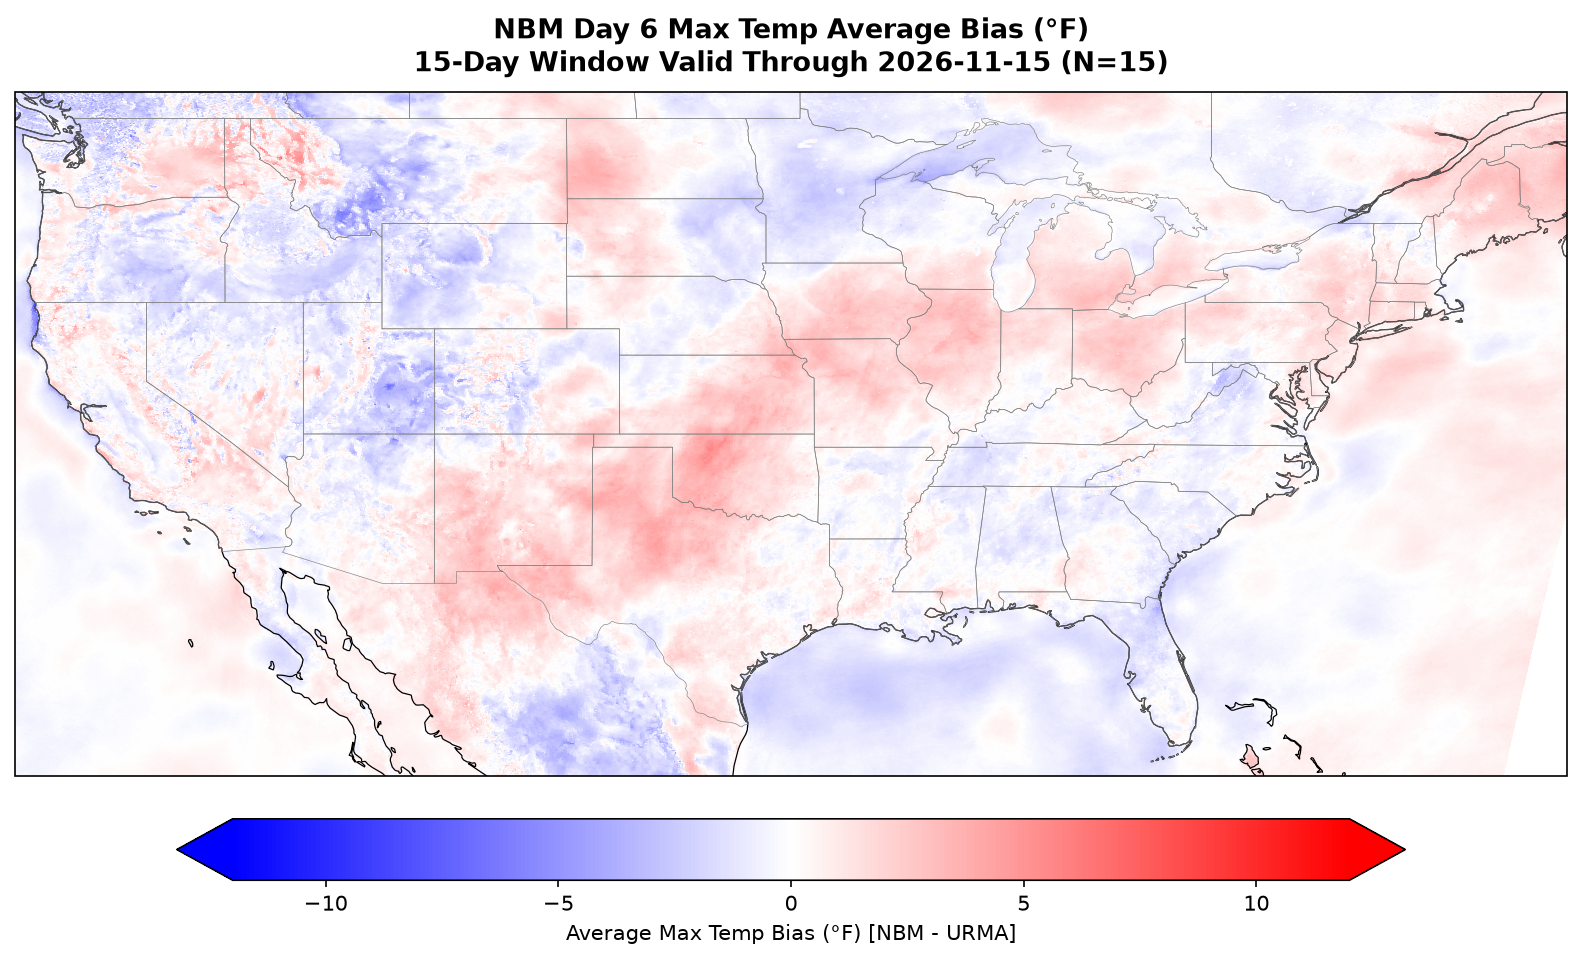 NBM Day 6 Max Temp Average Bias (°F)
15-Day Window Valid Through 2026-11-15 (N=15)
−10 −5 0 5 10
Average Max Temp Bias (°F) [NBM - URMA]